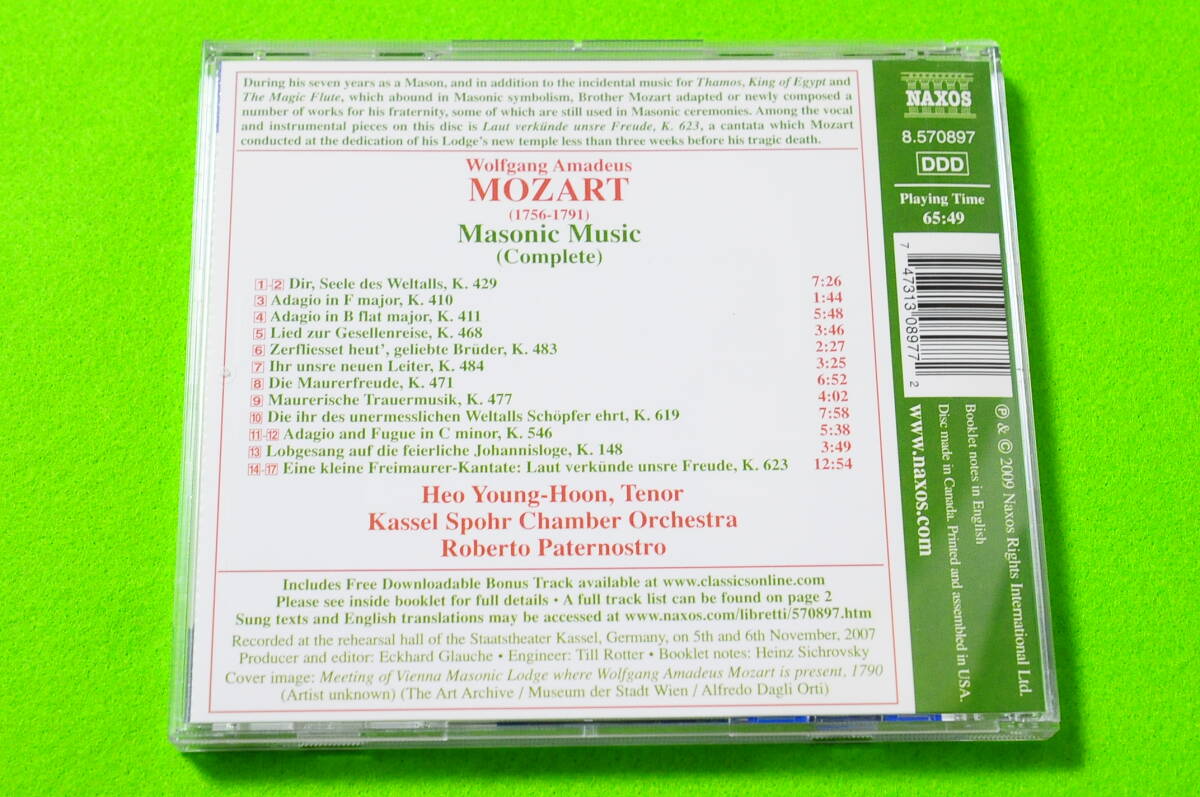 During his seven years as a Mason, and in addition to the incidental music for Thamos, King of Egypt and
The Magic Flute, which abound in Masonic symbolism, Brother Mozart adapted or newly composed a
number of works for his fraternity, some of which are still used in Masonic ceremonies. Among the vocal
and instrumental pieces on this disc is Laut verkünde unsre Freude, K. 623, a cantata which Mozart
conducted at the dedication of his Lodge's new temple less than three weeks before his tragic death.
Wolfgang Amadeus
MOZART
(1756-1791)
Masonic Music
(Complete)
1-2 Dir, Seele des Weltalls, K. 429 7:26
3 Adagio in F major, K. 410 1:44
4 Adagio in B flat major, K. 411 5:48
5 Lied zur Gesellenreise, K. 468 3:46
6 Zerfliesset heut', geliebte Brüder, K. 483 2:27
7 Ihr unsre neuen Leiter, K. 484 3:25
8 Die Maurerfreude, K. 471 6:52
9 Maurerische Trauermusik, K. 477 4:02
10 Die ihr des unermesslichen Weltalls Schöpfer ehrt, K. 619 7:58
11-12 Adagio and Fugue in C minor, K. 546 5:38
13 Lobgesang auf die feierliche Johannisloge, K. 148 3:49
14-17 Eine kleine Freimaurer-Kantate: Laut verkünde unsre Freude, K. 623 12:54
Heo Young-Hoon, Tenor
Kassel Spohr Chamber Orchestra
Roberto Paternostro
Includes Free Downloadable Bonus Track available at www.classicsonline.com
Please see inside booklet for full details • A full track list can be found on page 2
Sung texts and English translations may be accessed at www.naxos.com/libretti/570897.htm
Recorded at the rehearsal hall of the Staatstheater Kassel, Germany, on 5th and 6th November, 2007
Producer and editor: Eckhard Glauche • Engineer: Till Rotter • Booklet notes: Heinz Sichrovsky
Cover image: Meeting of Vienna Masonic Lodge where Wolfgang Amadeus Mozart is present, 1790
(Artist unknown) (The Art Archive / Museum der Stadt Wien / Alfredo Dagli Orti)
NAXOS
8.570897
DDD
Playing Time
65:49
7 47313 08977 2
℗ & © 2009 Naxos Rights International Ltd.
Booklet notes in English
Disc made in Canada. Printed and assembled in USA.
www.naxos.com